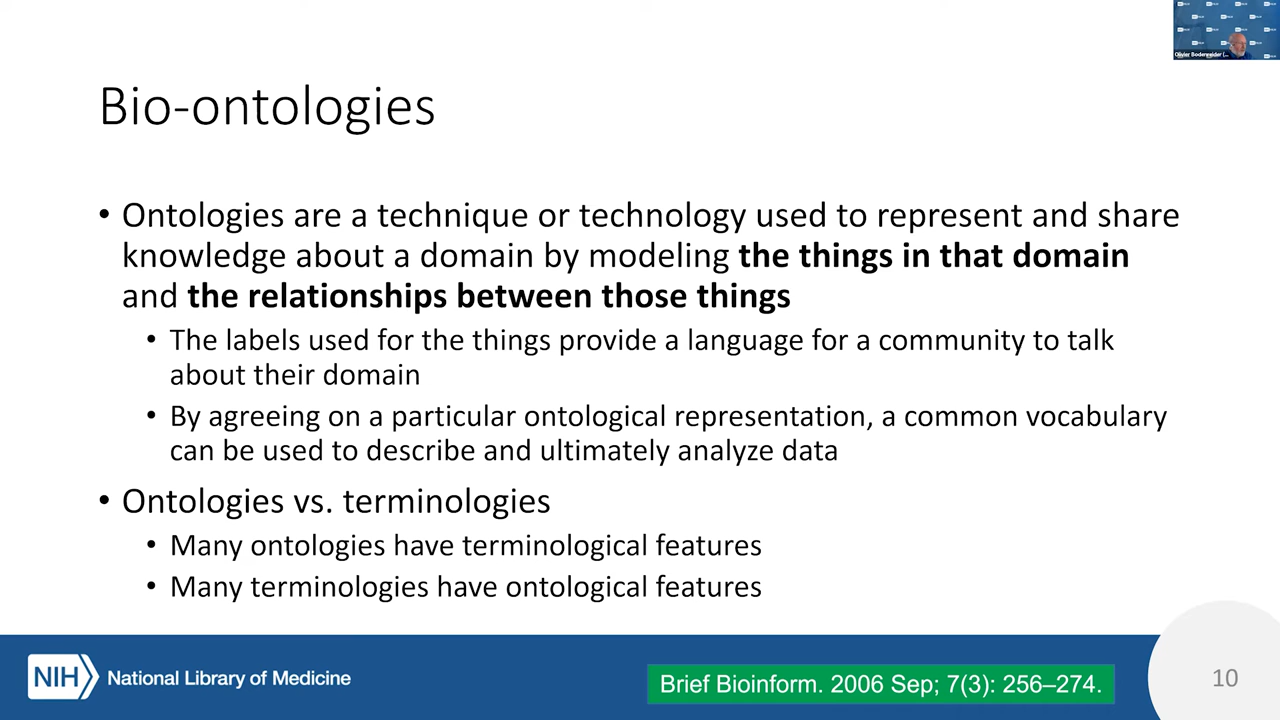 Olivier Bodenreider (...
Bio-ontologies
• Ontologies are a technique or technology used to represent and share
knowledge about a domain by modeling the things in that domain
and the relationships between those things
• The labels used for the things provide a language for a community to talk
about their domain
• By agreeing on a particular ontological representation, a common vocabulary
can be used to describe and ultimately analyze data
• Ontologies vs. terminologies
• Many ontologies have terminological features
• Many terminologies have ontological features
NIH National Library of Medicine
Brief Bioinform. 2006 Sep; 7(3): 256–274.
10